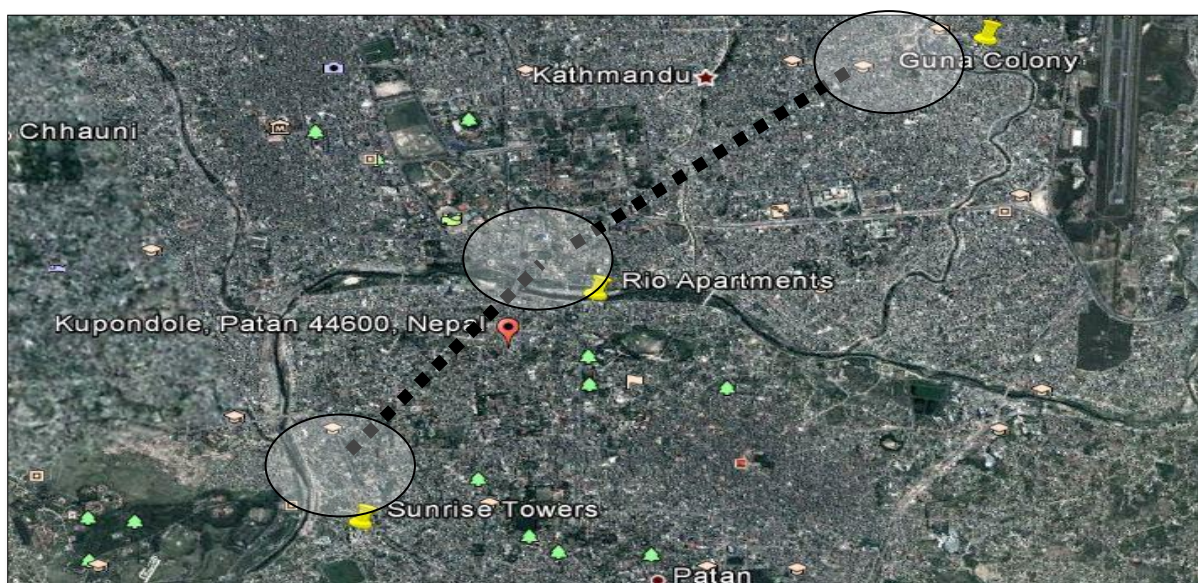 Guna Colony
Kathmandu
Chhauni
Rio Apartments
Kupondole, Patan 44600, Nepal
Sunrise Towers
Patan